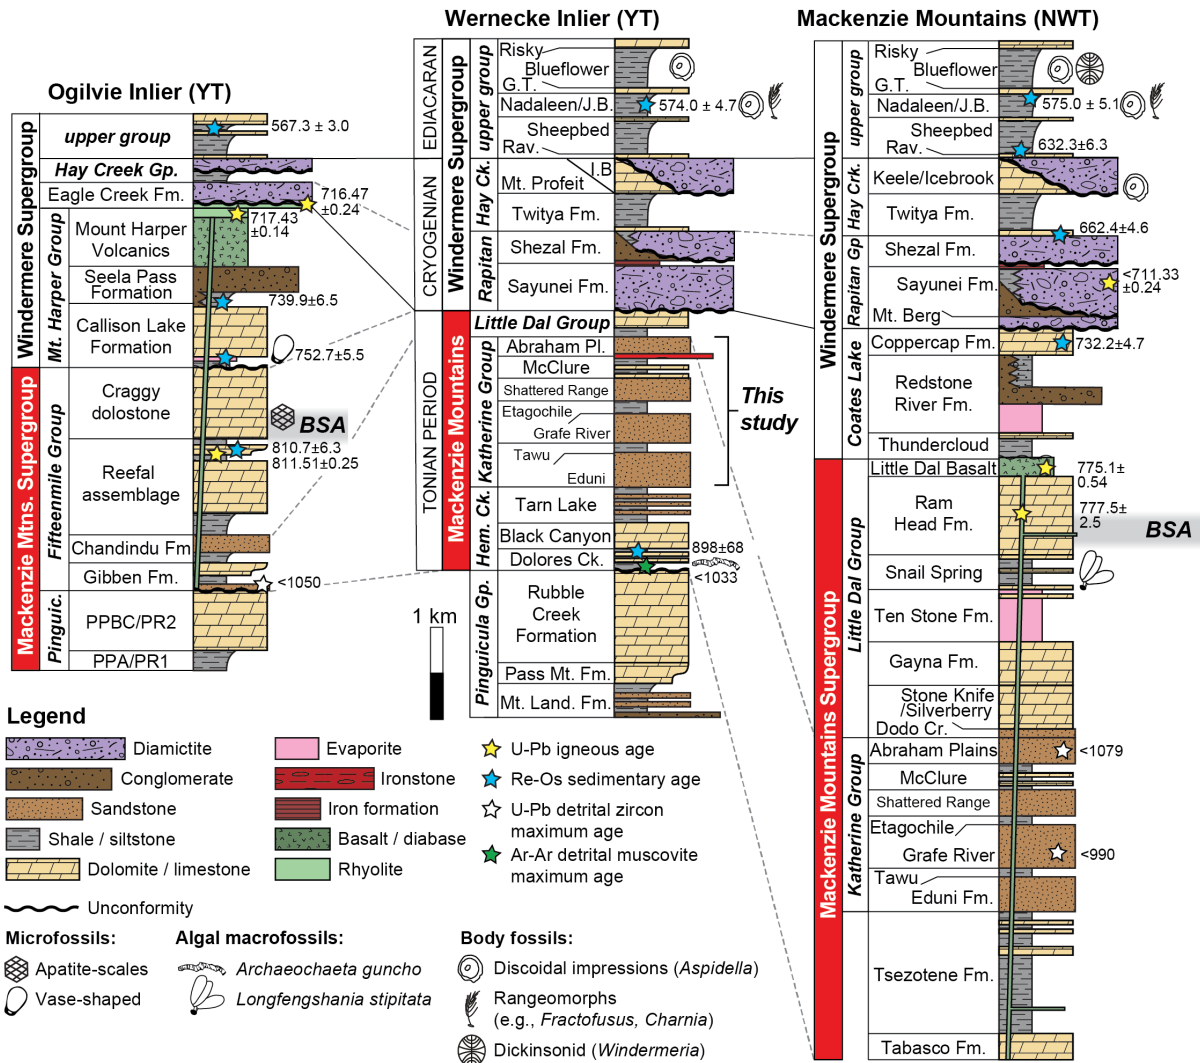 Ogilvie Inlier (YT)
Windermere Supergroup
Mt. Harper Group
Mackenzie Mtns. Supergroup
Fifteenmile Group
Pinguic.
upper group
567.3 ± 3.0
Hay Creek Gp.
Eagle Creek Fm.
716.47
±0.24
717.43
±0.14
Mount Harper
Volcanics
Seela Pass
Formation
739.9±6.5
Callison Lake
Formation
752.7±5.5
Craggy
dolostone
BSA
810.7±6.3
811.51±0.25
Reefal
assemblage
Chandindu Fm
Gibben Fm.
<1050
PPBC/PR2
PPA/PR1
Wernecke Inlier (YT)
EDIACARAN
CRYOGENIAN
TONIAN PERIOD
Windermere Supergroup
Mackenzie Mountains
upper group
Hay Ck.
Rapitan
Katherine Group
Hem. Ck.
Pinguicula Gp.
Risky
Blueflower
G.T.
Nadaleen/J.B.
574.0 ± 4.7
Sheepbed
Rav.
I.B
Mt. Profeit
Twitya Fm.
Shezal Fm.
Sayunei Fm.
Little Dal Group
Abraham Pl.
McClure
Shattered Range
Etagochile
Grafe River
Tawu
Eduni
This
study
Tarn Lake
Black Canyon
Dolores Ck.
898±68
<1033
Rubble
Creek
Formation
Pass Mt. Fm.
Mt. Land. Fm.
1 km
Mackenzie Mountains (NWT)
Windermere Supergroup
Mackenzie Mountains Supergroup
upper group
Hay Crk.
Rapitan Gp
Coates Lake
Little Dal Group
Katherine Group
Risky
Blueflower
G.T.
Nadaleen/J.B.
575.0 ± 5.1
Sheepbed
Rav.
632.3±6.3
Keele/Icebrook
Twitya Fm.
662.4±4.6
Shezal Fm.
Sayunei Fm.
<711.33
±0.24
Mt. Berg
Coppercap Fm.
732.2±4.7
Redstone
River Fm.
Thundercloud
Little Dal Basalt
775.1±
0.54
Ram
Head Fm.
777.5±
2.5
BSA
Snail Spring
Ten Stone Fm.
Gayna Fm.
Stone Knife
/Silverberry
Dodo Cr.
Abraham Plains
<1079
McClure
Shattered Range
Etagochile
Grafe River
<990
Tawu
Eduni Fm.
Tsezotene Fm.
Tabasco Fm.
Legend
Diamictite
Conglomerate
Sandstone
Shale / siltstone
Dolomite / limestone
Unconformity
Evaporite
Ironstone
Iron formation
Basalt / diabase
Rhyolite
U-Pb igneous age
Re-Os sedimentary age
U-Pb detrital zircon
maximum age
Ar-Ar detrital muscovite
maximum age
Microfossils:
Apatite-scales
Vase-shaped
Algal macrofossils:
Archaeochaeta guncho
Longfengshania stipitata
Body fossils:
Discoidal impressions (Aspidella)
Rangeomorphs
(e.g., Fractofusus, Charnia)
Dickinsonid (Windermeria)